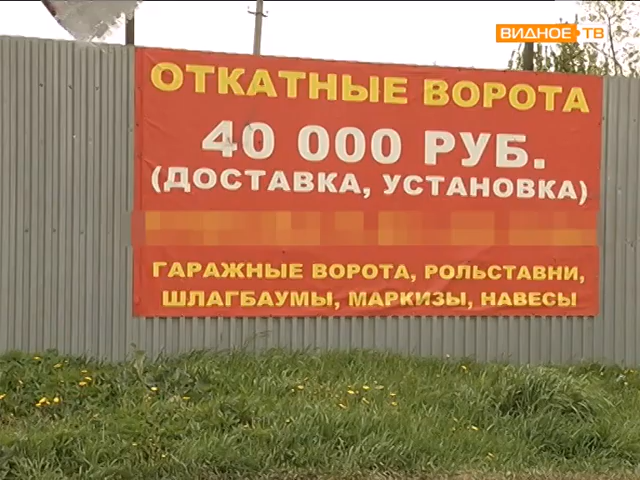 ВИДНОЕ ТВ
ОТКАТНЫЕ ВОРОТА
40 000 РУБ.
(ДОСТАВКА, УСТАНОВКА)
ГАРАЖНЫЕ ВОРОТА, РОЛЬСТАВНИ,
ШЛАГБАУМЫ, МАРКИЗЫ, НАВЕСЫ